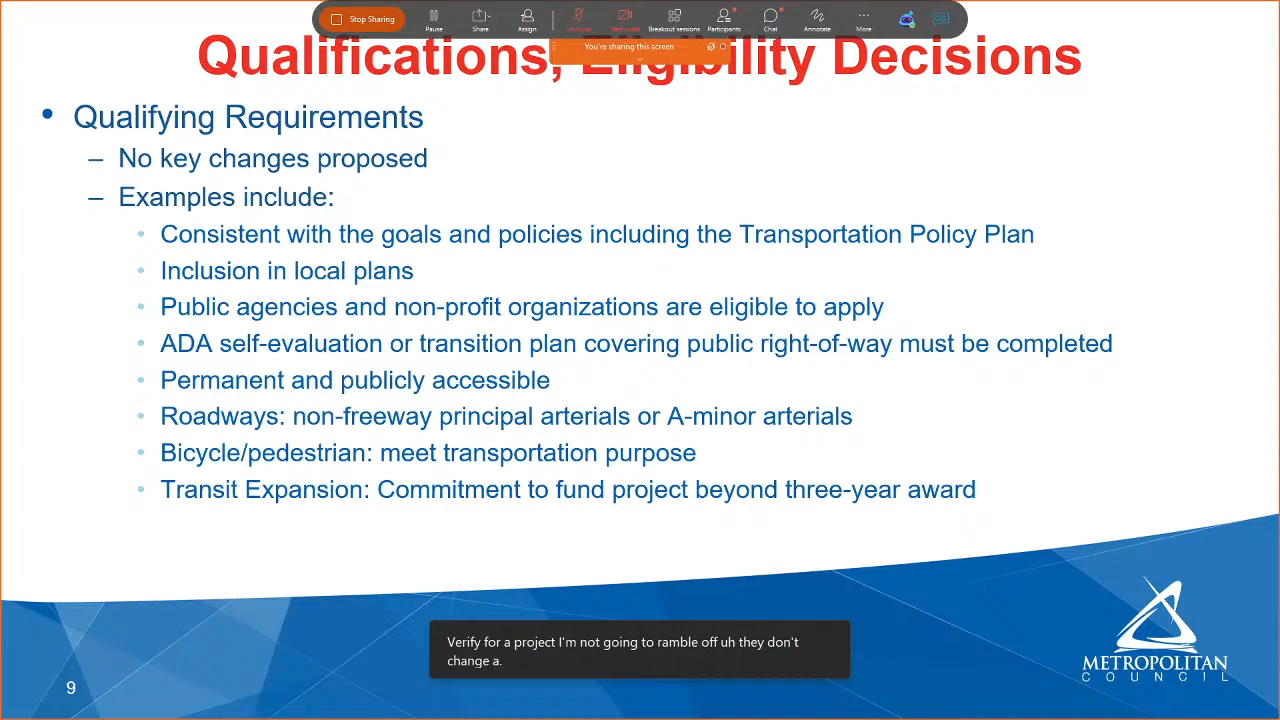 Stop Sharing
Pause
Share
Assign
Breakout sessions
Participants
Chat
Annotate
More
You're sharing this screen
Qualifications, Eligibility Decisions
• Qualifying Requirements
– No key changes proposed
– Examples include:
• Consistent with the goals and policies including the Transportation Policy Plan
• Inclusion in local plans
• Public agencies and non-profit organizations are eligible to apply
• ADA self-evaluation or transition plan covering public right-of-way must be completed
• Permanent and publicly accessible
• Roadways: non-freeway principal arterials or A-minor arterials
• Bicycle/pedestrian: meet transportation purpose
• Transit Expansion: Commitment to fund project beyond three-year award
Verify for a project I'm not going to ramble off uh they don't
change a.
METROPOLITAN
COUNCIL
9